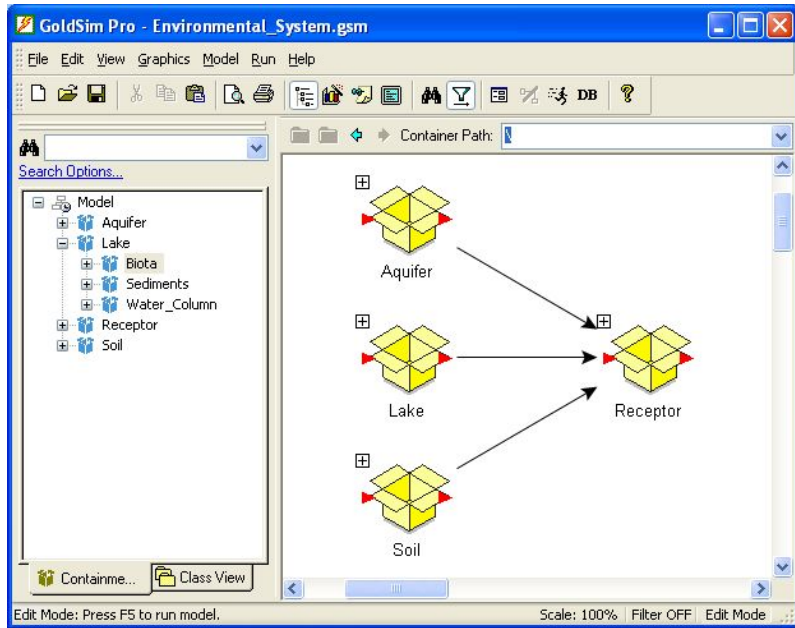 GoldSim Pro - Environmental_System.gsm
File Edit View Graphics Model Run Help
DB
Container Path: \
Search Options...
Model
Aquifer
Lake
Biota
Sediments
Water_Column
Receptor
Soil
Aquifer
Lake
Receptor
Soil
Containme... Class View
Edit Mode: Press F5 to run model. Scale: 100% Filter OFF Edit Mode